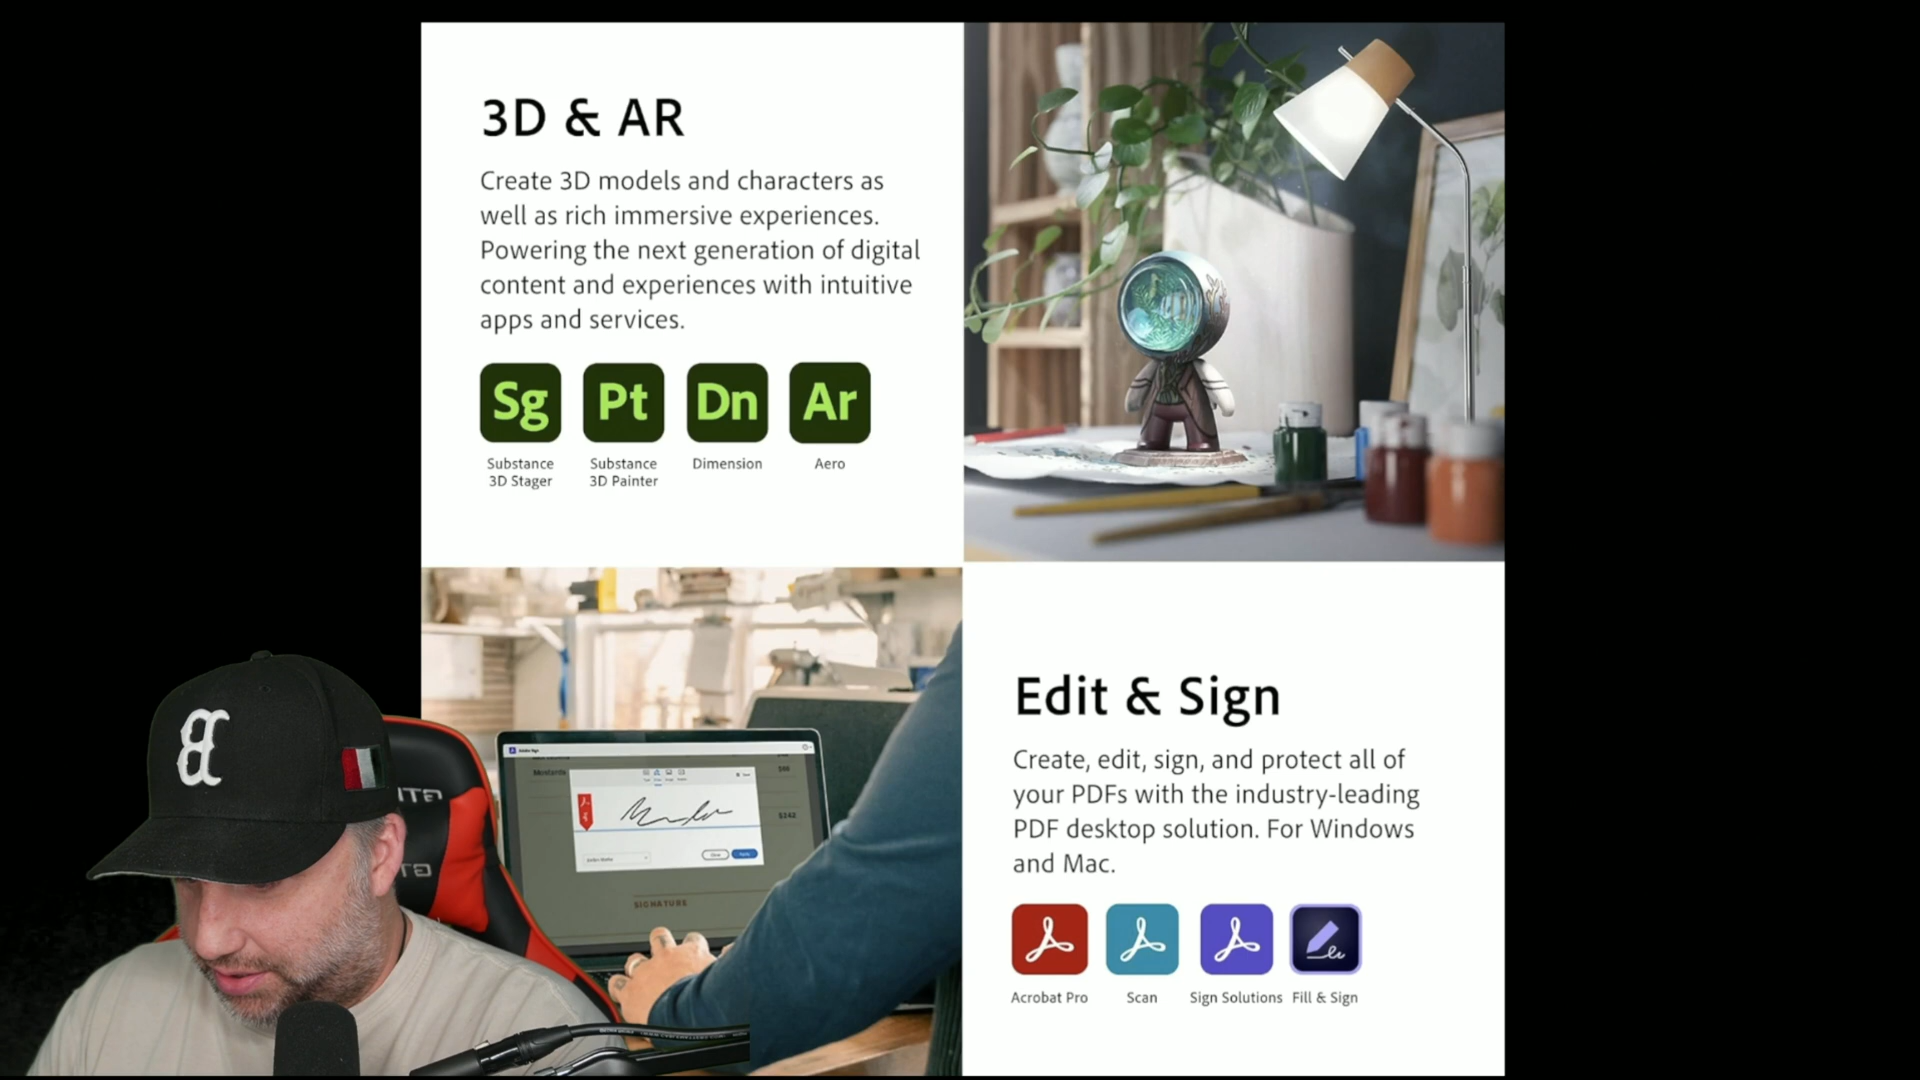 3D & AR
Create 3D models and characters as
well as rich immersive experiences.
Powering the next generation of digital
content and experiences with intuitive
apps and services.
Sg Pt Dn Ar
Substance
3D Stager
Substance
3D Painter
Dimension
Aero
Edit & Sign
Create, edit, sign, and protect all of
your PDFs with the industry-leading
PDF desktop solution. For Windows
and Mac.
Acrobat Pro
Scan
Sign Solutions
Fill & Sign
SIGNATURE